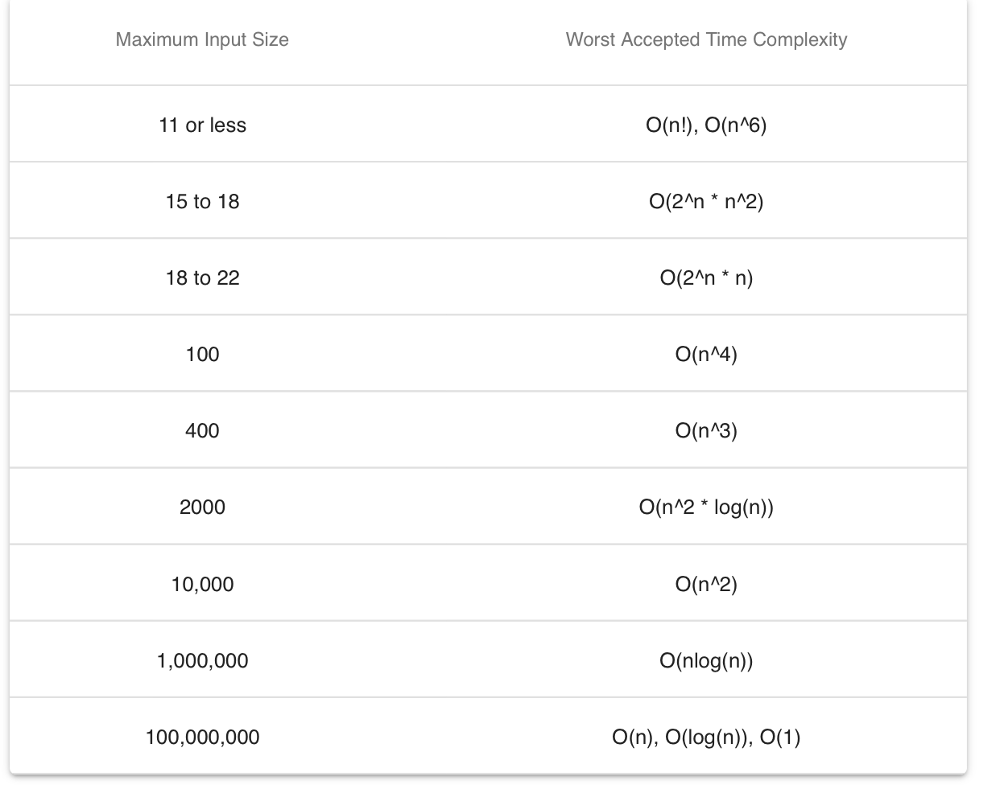 Maximum Input Size Worst Accepted Time Complexity
11 or less O(n!), O(n^6)
15 to 18 O(2^n * n^2)
18 to 22 O(2^n * n)
100 O(n^4)
400 O(n^3)
2000 O(n^2 * log(n))
10,000 O(n^2)
1,000,000 O(nlog(n))
100,000,000 O(n), O(log(n)), O(1)